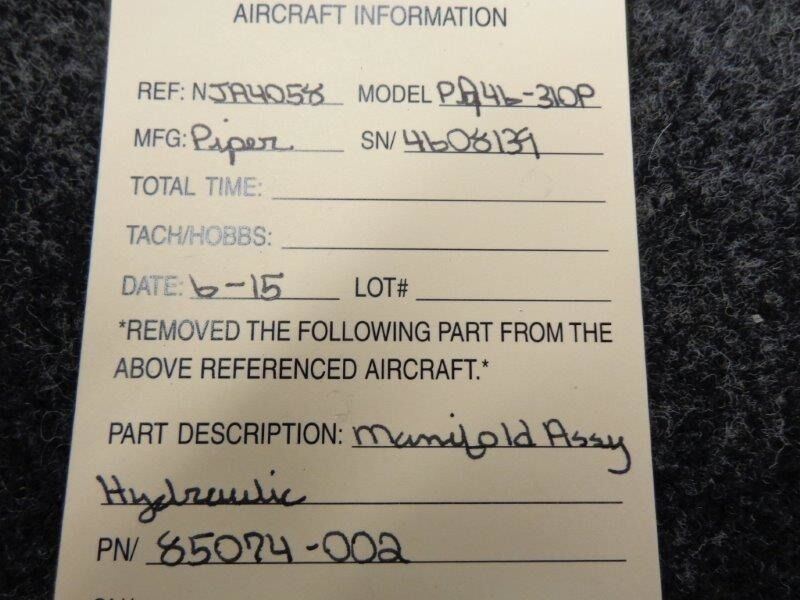 AIRCRAFT INFORMATION
REF: NJA4058 MODEL PA46-310P
MFG: Piper SN/ 4608139
TOTAL TIME:
TACH/HOBBS:
DATE: 6-15 LOT#
*REMOVED THE FOLLOWING PART FROM THE
ABOVE REFERENCED AIRCRAFT.*
PART DESCRIPTION: Manifold Assy
Hydraulic
PN/ 85074-002